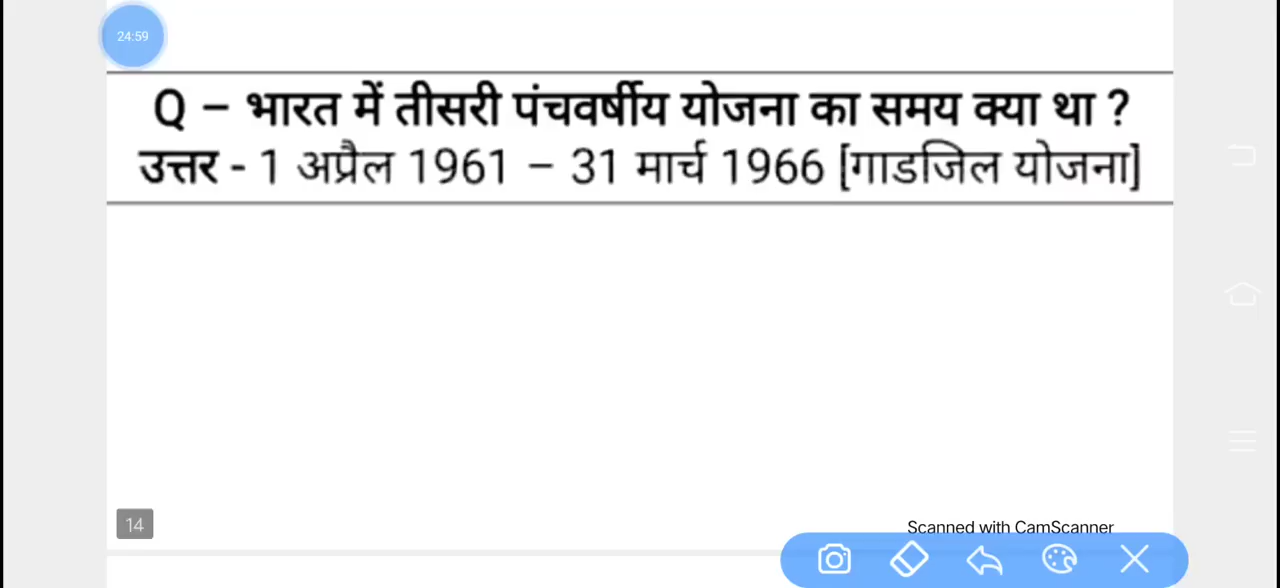 24:59
Q – भारत में तीसरी पंचवर्षीय योजना का समय क्या था ?
उत्तर - 1 अप्रैल 1961 – 31 मार्च 1966 [गाडजिल योजना]
14
Scanned with CamScanner